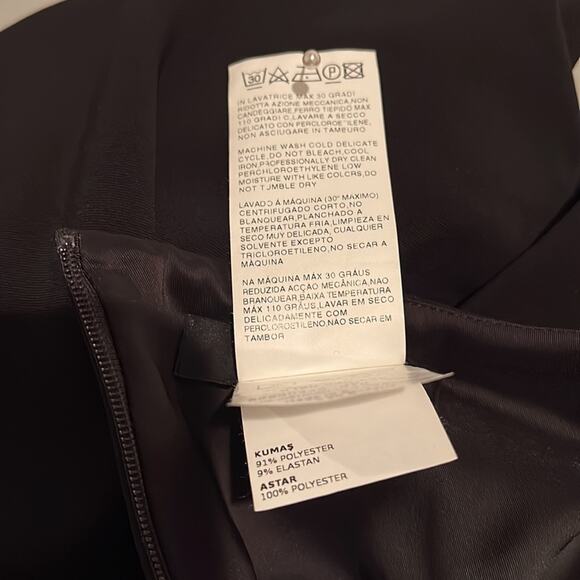 30 P
IN LAVATRICE MAX 30 GRADI
RIDOTTA AZIONE MECCANICA,NON
CANDEGGIARE,FERRO TIEPIDO MAX
110 GRADI C,LAVARE A SECCO
DELICATO CON PERCLOROETILENE,
NON ASCIUGARE IN TAMBURO
MACHINE WASH COLD DELICATE
CYCLE,DO NOT BLEACH,COOL
IRON,PROFESSIONALLY DRY CLEAN
PERCHLOROETHYLENE LOW
MOISTURE WITH LIKE COLORS,DO
NOT TUMBLE DRY
LAVADO Á MÁQUINA (30° MAXIMO)
CENTRIFUGADO CORTO,NO
BLANQUEAR,PLANCHADO A
TEMPERATURA FRÍA,LIMPIEZA EN
SECO MUY DELICADA, CUALQUIER
SOLVENTE EXCEPTO
TRICLOROETILENO,NO SECAR A
MÁQUINA
NA MÁQUINA MÁX 30 GRÁUS
REDUZIDA ACÇÃO MECÂNICA,NÃO
BRANQUEAR,BAIXA TEMPERATURA
MÁX 110 GRÁUS,LAVAR EM SECO
DELICADAMENTE COM
PERCLOROETILENO,NÃO SECAR EM
TAMBOR
KUMAŞ
91% POLYESTER
9% ELASTAN
ASTAR
100% POLYESTER